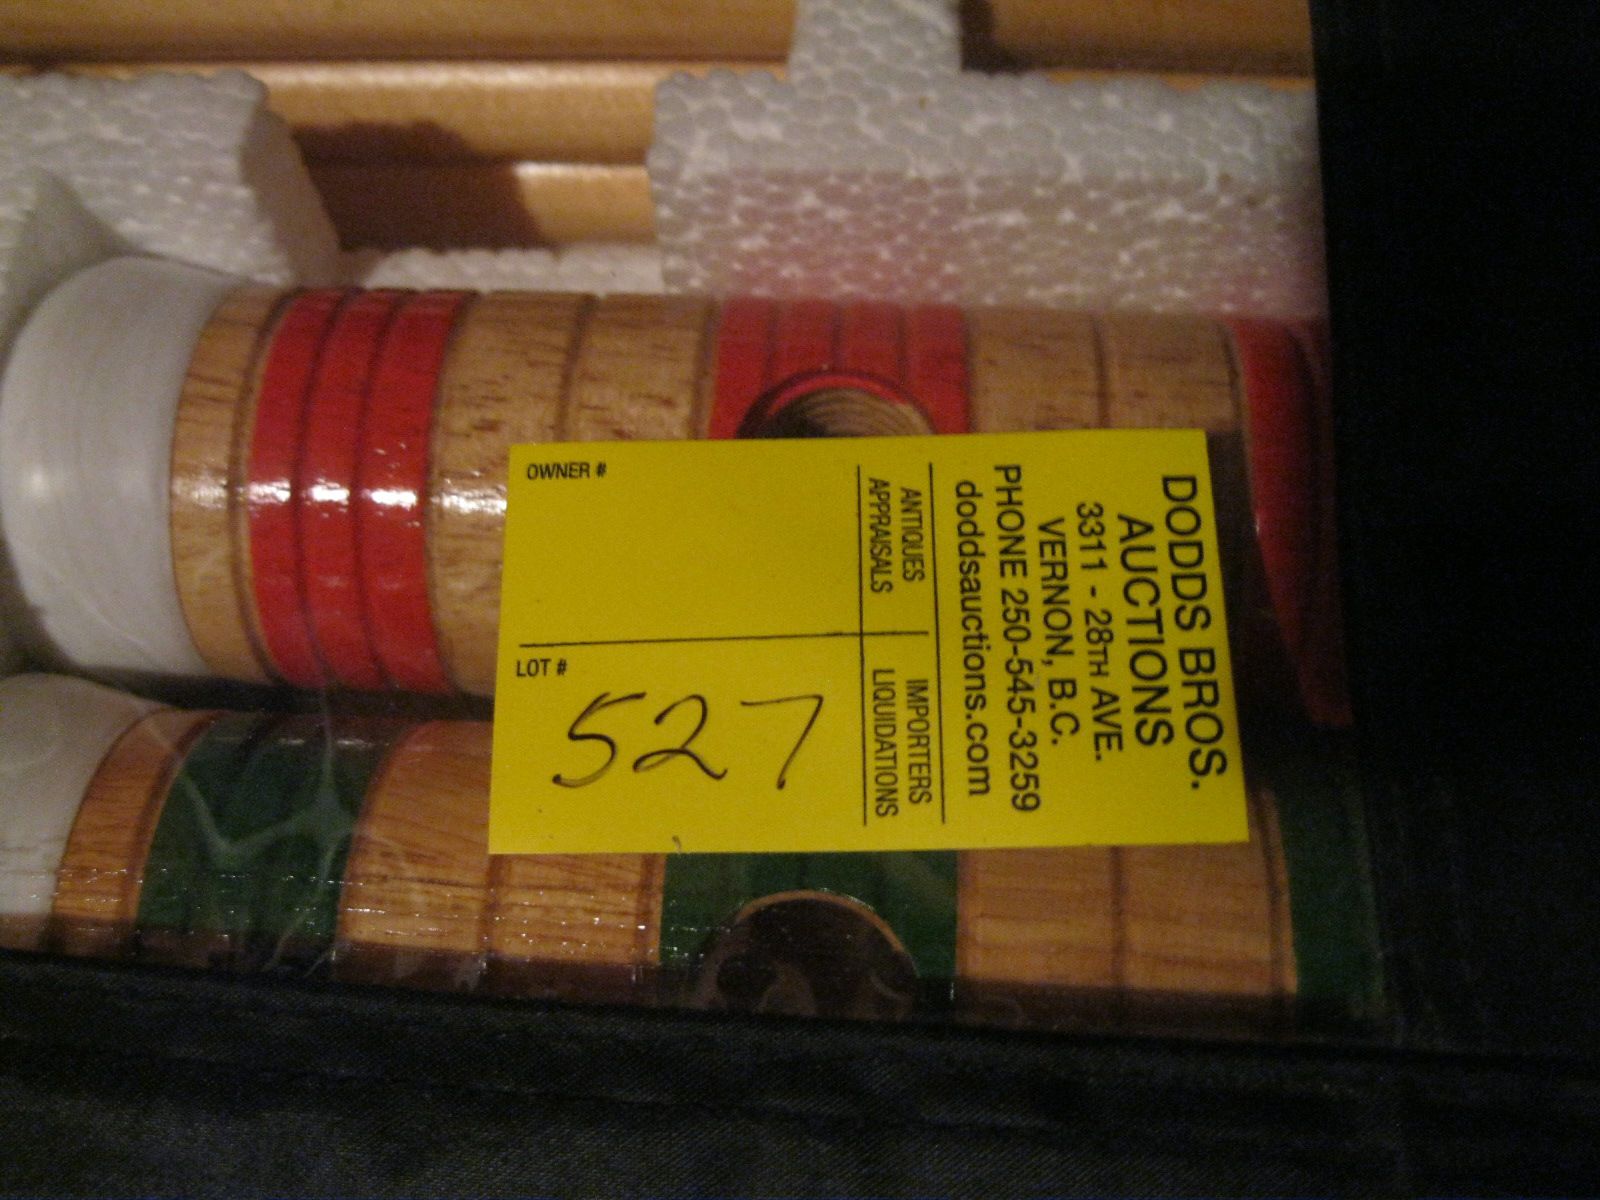 DODDS BROS.
AUCTIONS
3311 - 28TH AVE.
VERNON, B.C.
PHONE 250-545-3259
doddsauctions.com
ANTIQUES
APPRAISALS
IMPORTERS
LIQUIDATIONS
OWNER #
LOT #
527